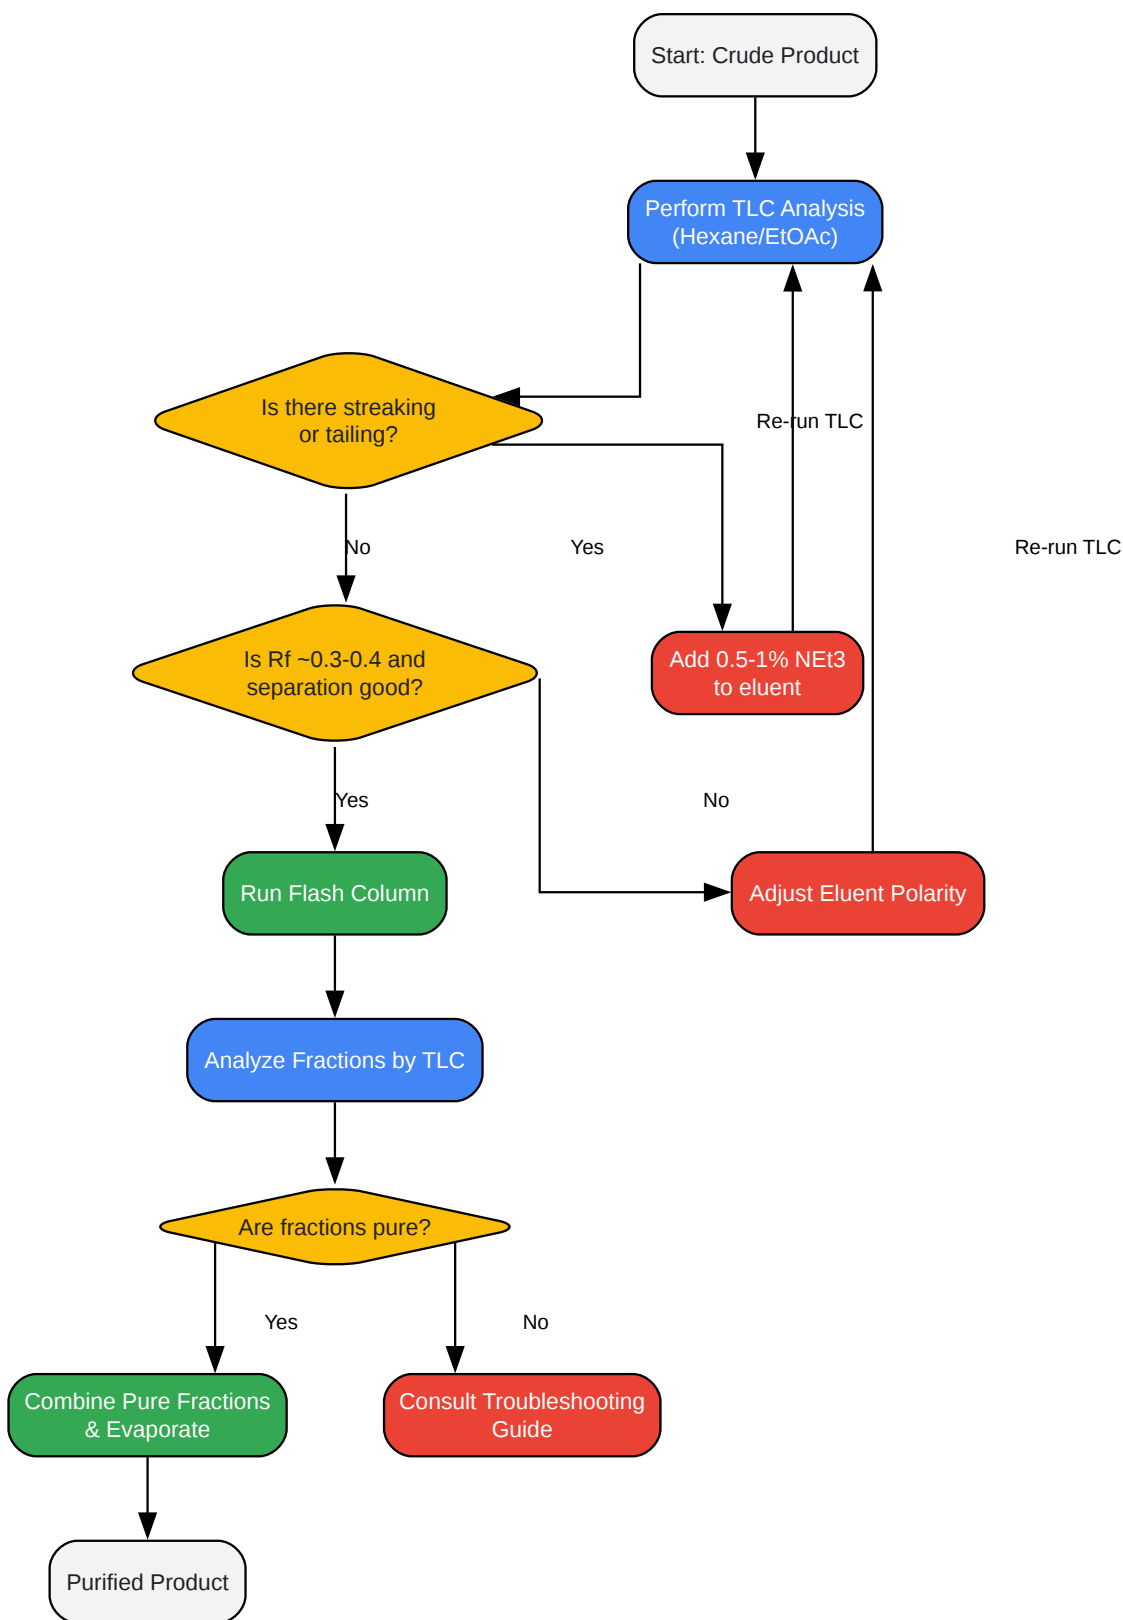 Start: Crude Product
Perform TLC Analysis
(Hexane/EtOAc)
Is there streaking
or tailing?
Re-run TLC
No
Yes
Re-run TLC
Is Rf ~0.3-0.4 and
separation good?
Add 0.5-1% NEt3
to eluent
Yes
No
Run Flash Column
Adjust Eluent Polarity
Analyze Fractions by TLC
Are fractions pure?
Yes
No
Combine Pure Fractions
& Evaporate
Consult Troubleshooting
Guide
Purified Product